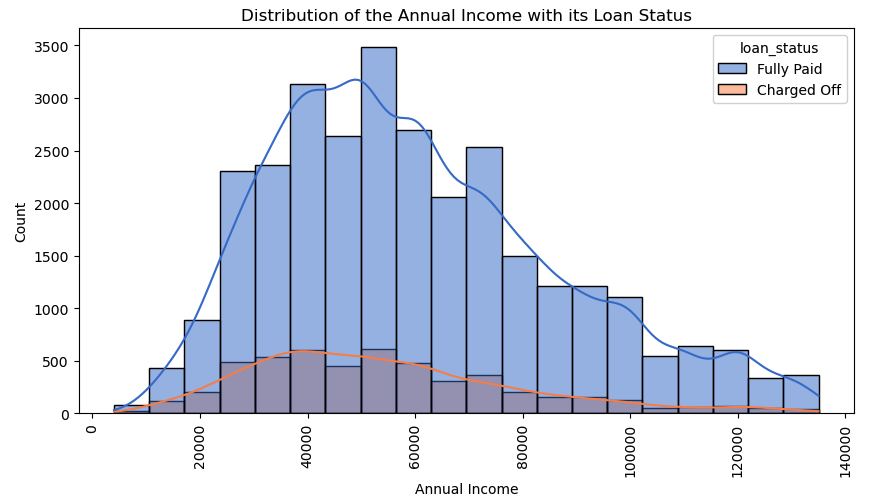 Distribution of the Annual Income with its Loan Status
loan_status
Fully Paid
Charged Off
Count
3500
3000
2500
2000
1500
1000
500
0
0
20000
40000
60000
80000
100000
120000
140000
Annual Income